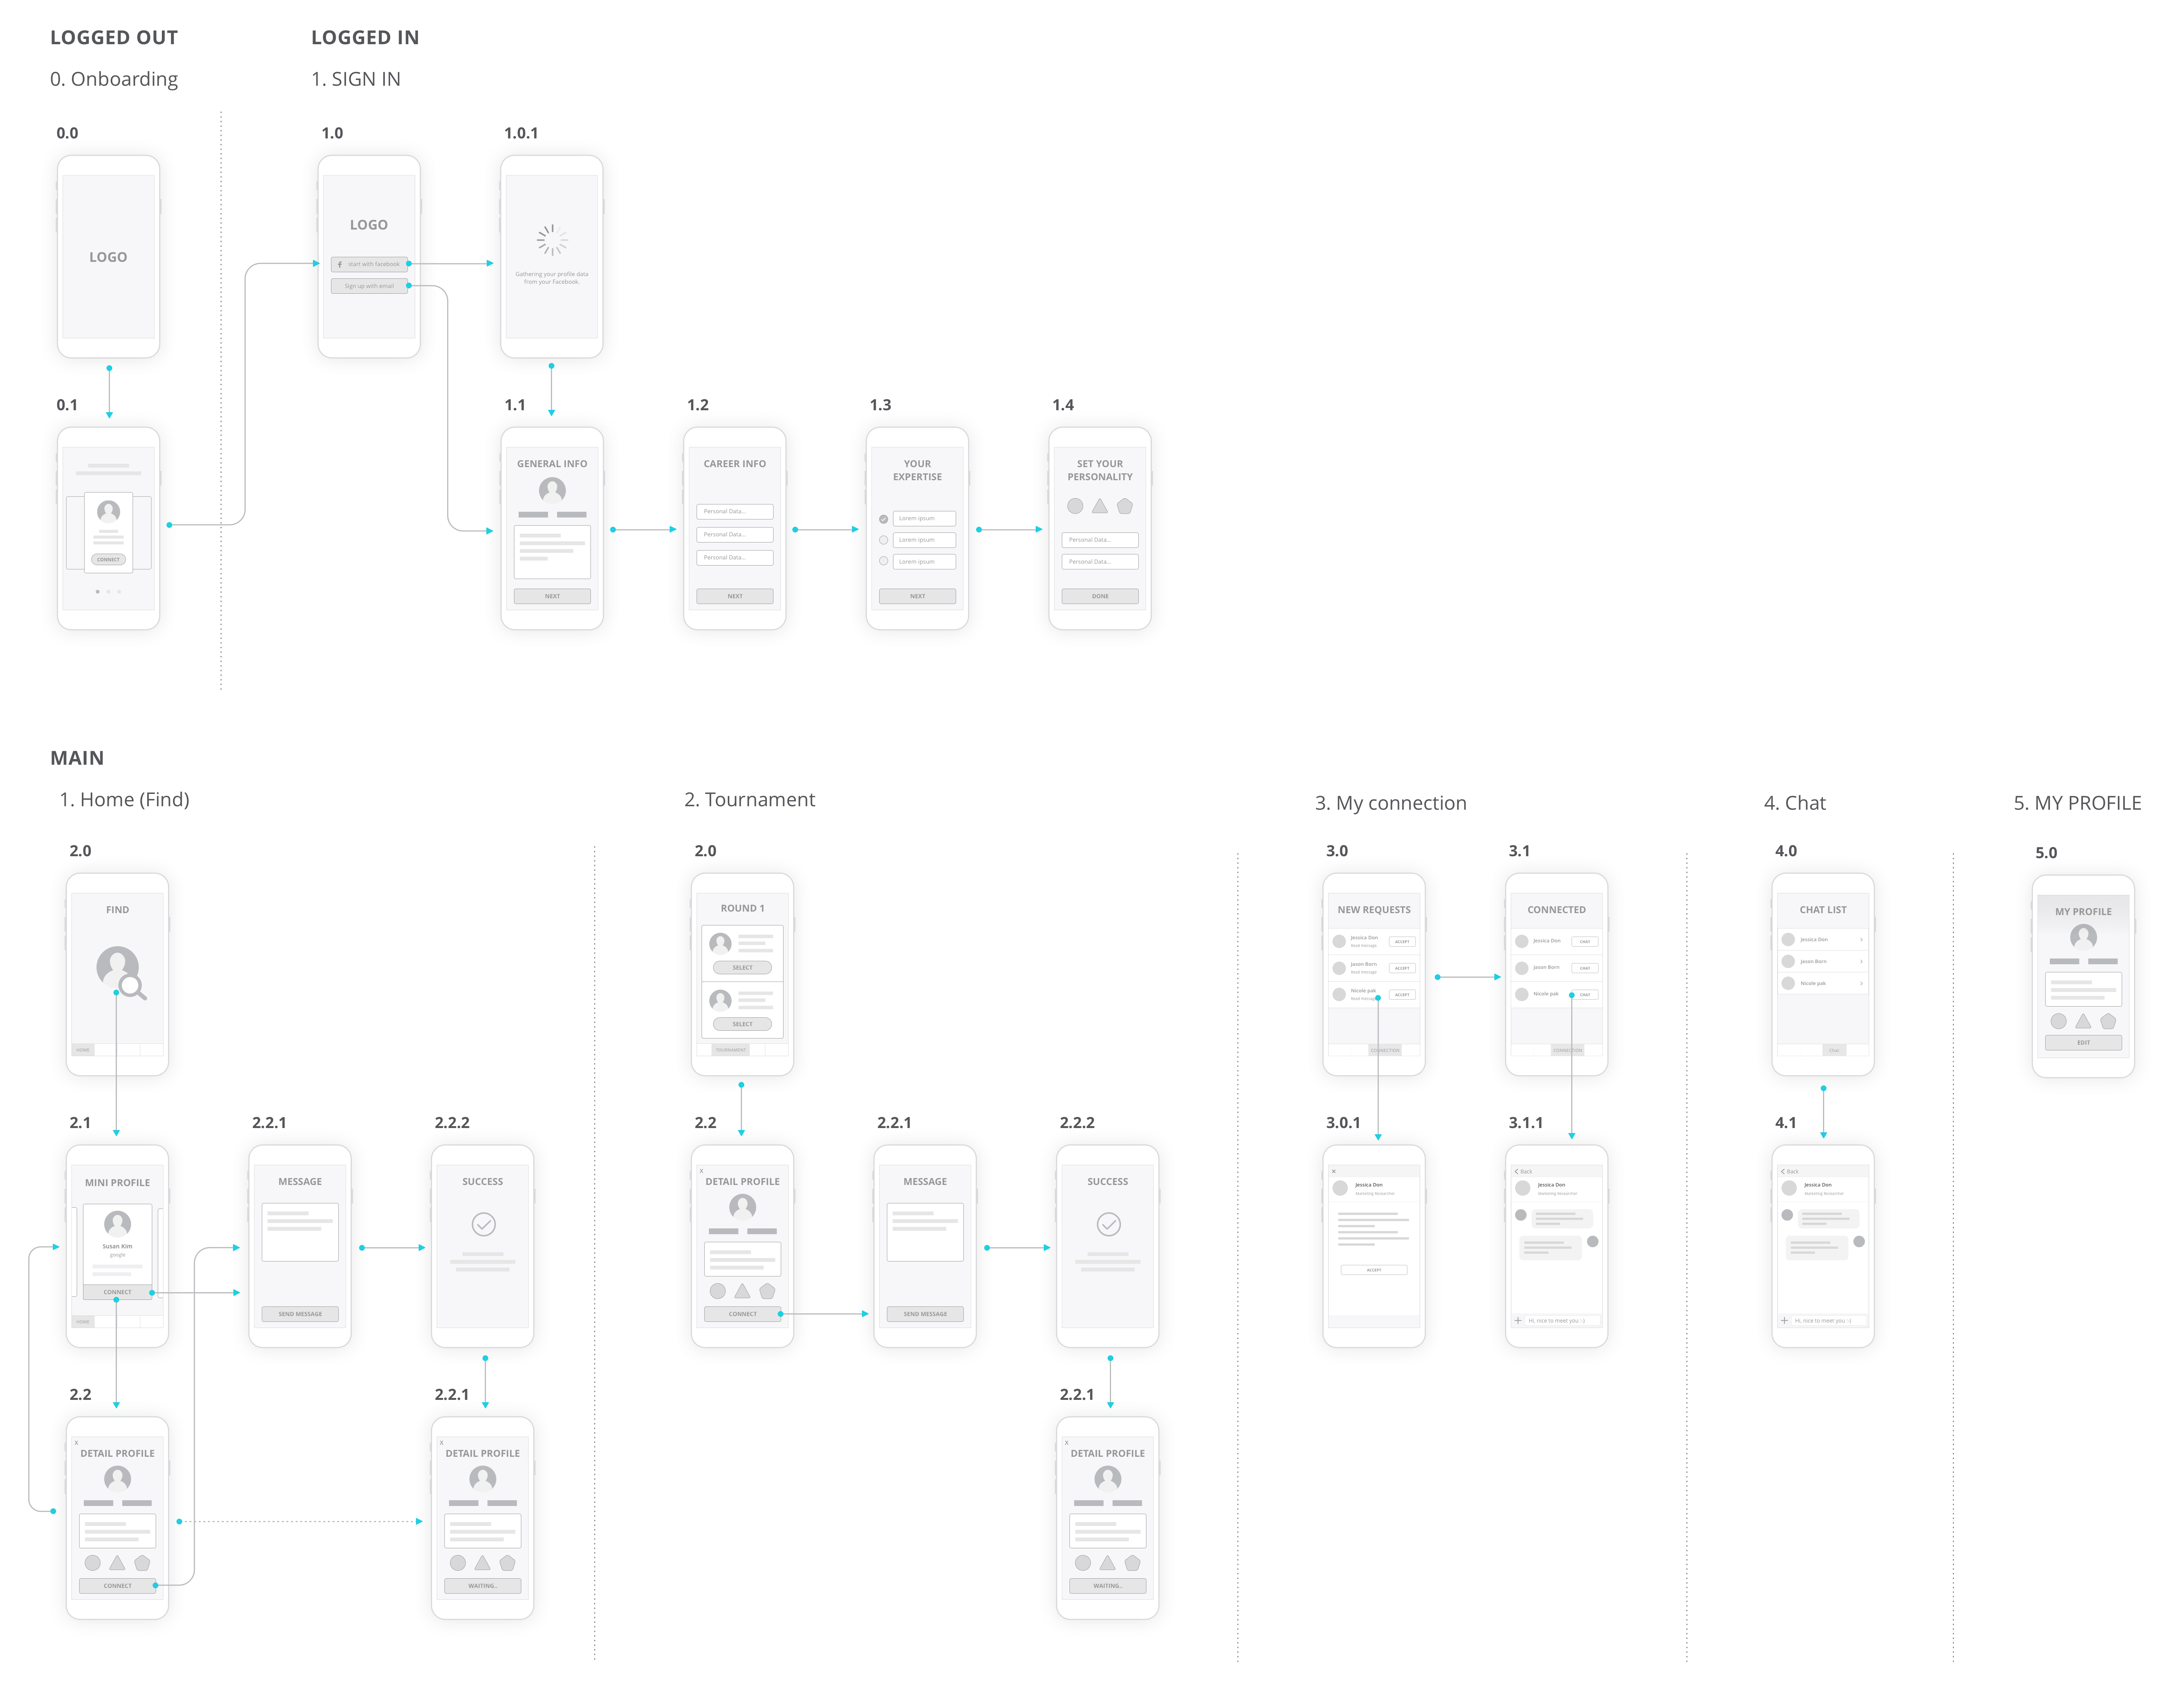 LOGGED OUT
LOGGED IN
0. Onboarding
1. SIGN IN
0.0
LOGO
0.1
CONNECT
1.0
LOGO
start with facebook
Sign up with email
1.0.1
Gathering your profile data
from your Facebook.
1.1
GENERAL INFO
NEXT
1.2
CAREER INFO
Personal Data...
Personal Data...
Personal Data...
NEXT
1.3
YOUR
EXPERTISE
Lorem ipsum
Lorem ipsum
Lorem ipsum
NEXT
1.4
SET YOUR
PERSONALITY
Personal Data...
Personal Data...
DONE
MAIN
1. Home (Find)
2.0
FIND
HOME
2.1
MINI PROFILE
Susan Kim
google
CONNECT
HOME
2.2.1
MESSAGE
SEND MESSAGE
2.2.2
SUCCESS
2.2
X
DETAIL PROFILE
CONNECT
2.2.1
X
DETAIL PROFILE
WAITING..
2. Tournament
2.0
ROUND 1
SELECT
SELECT
TOURNAMENT
2.2
X
DETAIL PROFILE
CONNECT
2.2.1
MESSAGE
SEND MESSAGE
2.2.2
SUCCESS
2.2.1
X
DETAIL PROFILE
WAITING..
3. My connection
3.0
NEW REQUESTS
Jessica Don
Read message
ACCEPT
Jason Born
Read message
ACCEPT
Nicole pak
Read message
ACCEPT
CONNECTION
3.1
CONNECTED
Jessica Don
CHAT
Jason Born
CHAT
Nicole pak
CHAT
CONNECTION
3.0.1
Jessica Don
Marketing Researcher
ACCEPT
3.1.1
Back
Jessica Don
Marketing Researcher
Hi, nice to meet you :-)
4. Chat
4.0
CHAT LIST
Jessica Don
Jason Born
Nicole pak
Chat
4.1
Back
Jessica Don
Marketing Researcher
Hi, nice to meet you :-)
5. MY PROFILE
5.0
MY PROFILE
EDIT